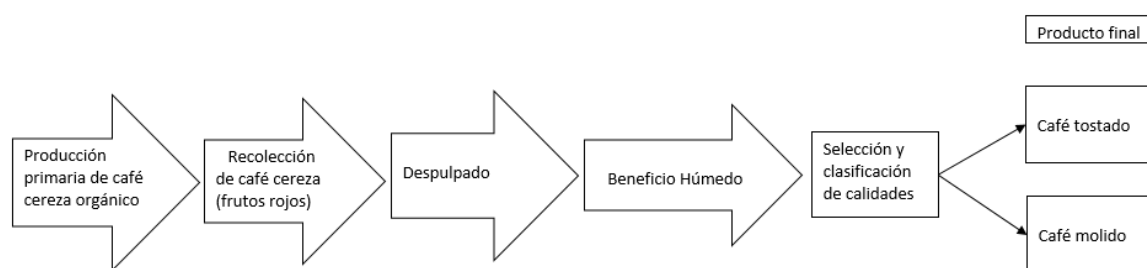 Producto final
Producción
primaria de café
cereza orgánico
Recolección
de café cereza
(frutos rojos)
Despulpado
Beneficio Húmedo
Selección y
clasificación
de calidades
Café tostado
Café molido